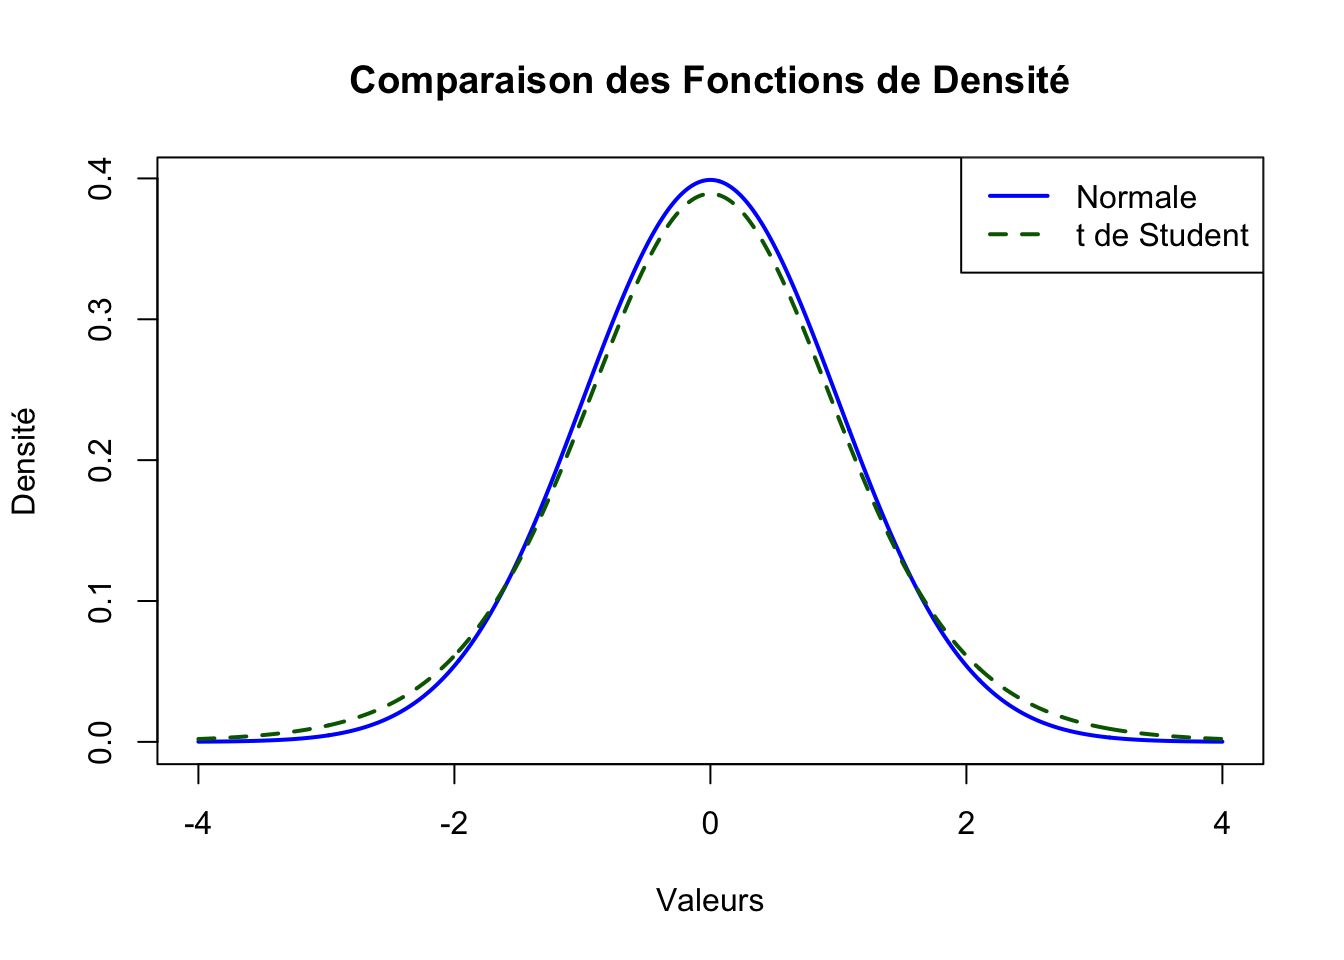 Comparaison des Fonctions de Densité
Normale
t de Student
Densité
0.4
0.3
0.2
0.1
0.0
-4
-2
0
2
4
Valeurs